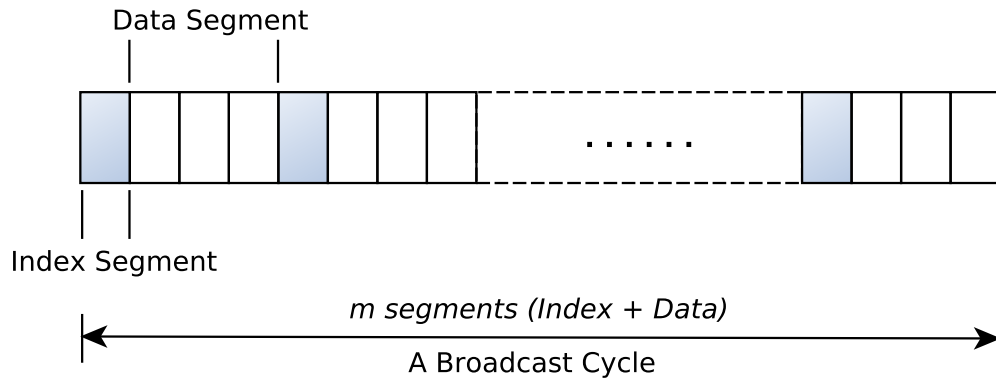 Data Segment
......
Index Segment
m segments (Index + Data)
A Broadcast Cycle